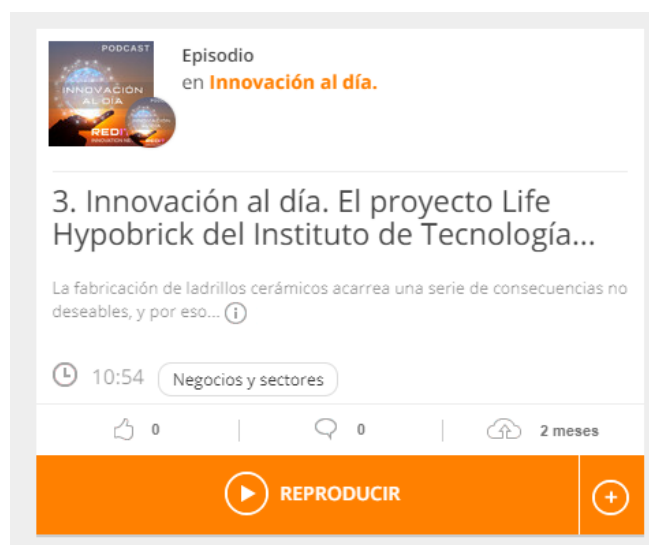 PODCAST
INNOVACIÓN
AL DÍA
Episodio
en Innovación al día.
3. Innovación al día. El proyecto Life
Hypobrick del Instituto de Tecnología...
La fabricación de ladrillos cerámicos acarrea una serie de consecuencias no
deseables, y por eso...
10:54 Negocios y sectores
0 0 2 meses
REPRODUCIR